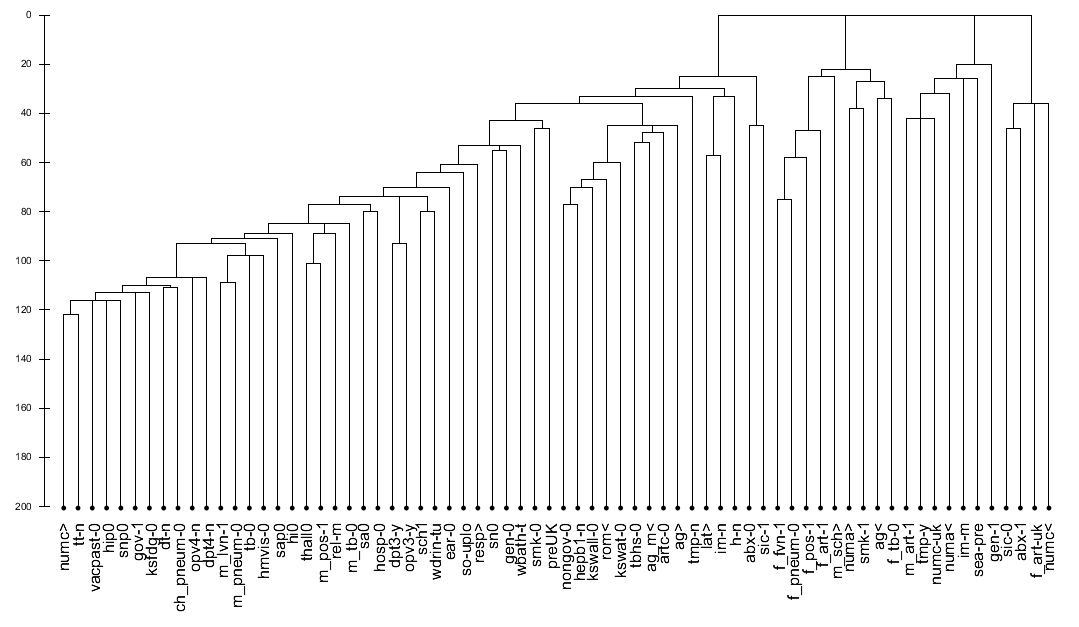 0
20
40
60
80
100
120
140
160
180
200
numc>
tt-n
vacpast-0
hip0
snp0
gov-1
ksfdg-0
dt-n
ch_pneum-0
opv4-n
dpt4-n
m_lvn-1
m_pneum-0
tb-0
hmvis-0
sap0
hil0
thall0
m_pos-1
rel-m
m_tb-0
sa0
hosp-0
dpt3-y
opv3-y
sch1
wdrin-tu
ear-0
so-uplo
resp>
sn0
gen-0
wbath-t
smk-0
preUK
nongov-0
hepb1-n
kswall-0
rom<
kswat-0
tbhs-0
ag_m<
artc-0
ag>
tmp-n
lat>
im-n
h-n
abx-0
sic-1
f_fvn-1
f_pneum-0
f_pos-1
f_art-1
m_sch>
numa>
smk-1
ag<
f_tb-0
m_art-1
tmp-y
numc-uk
numa<
im-m
sea-pre
gen-1
sic-0
abx-1
f_art-uk
numc<